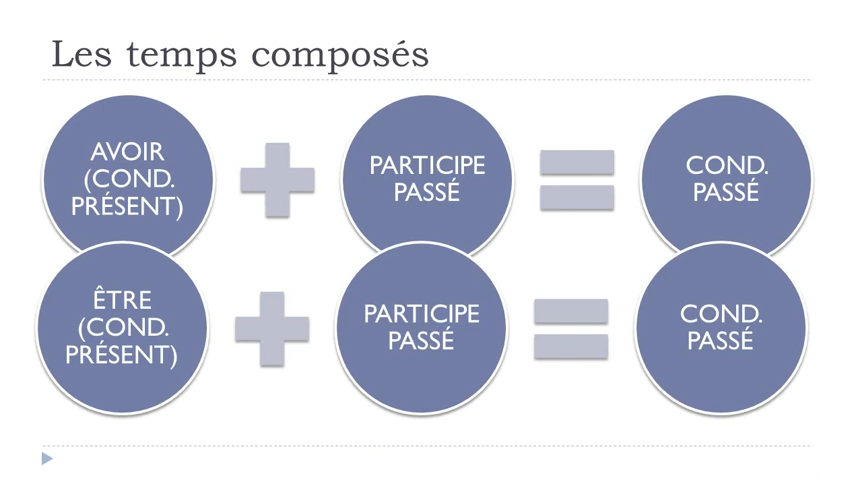 Les temps composés
AVOIR
(COND.
PRÉSENT)
PARTICIPE
PASSÉ
COND.
PASSÉ
ÊTRE
(COND.
PRÉSENT)
PARTICIPE
PASSÉ
COND.
PASSÉ